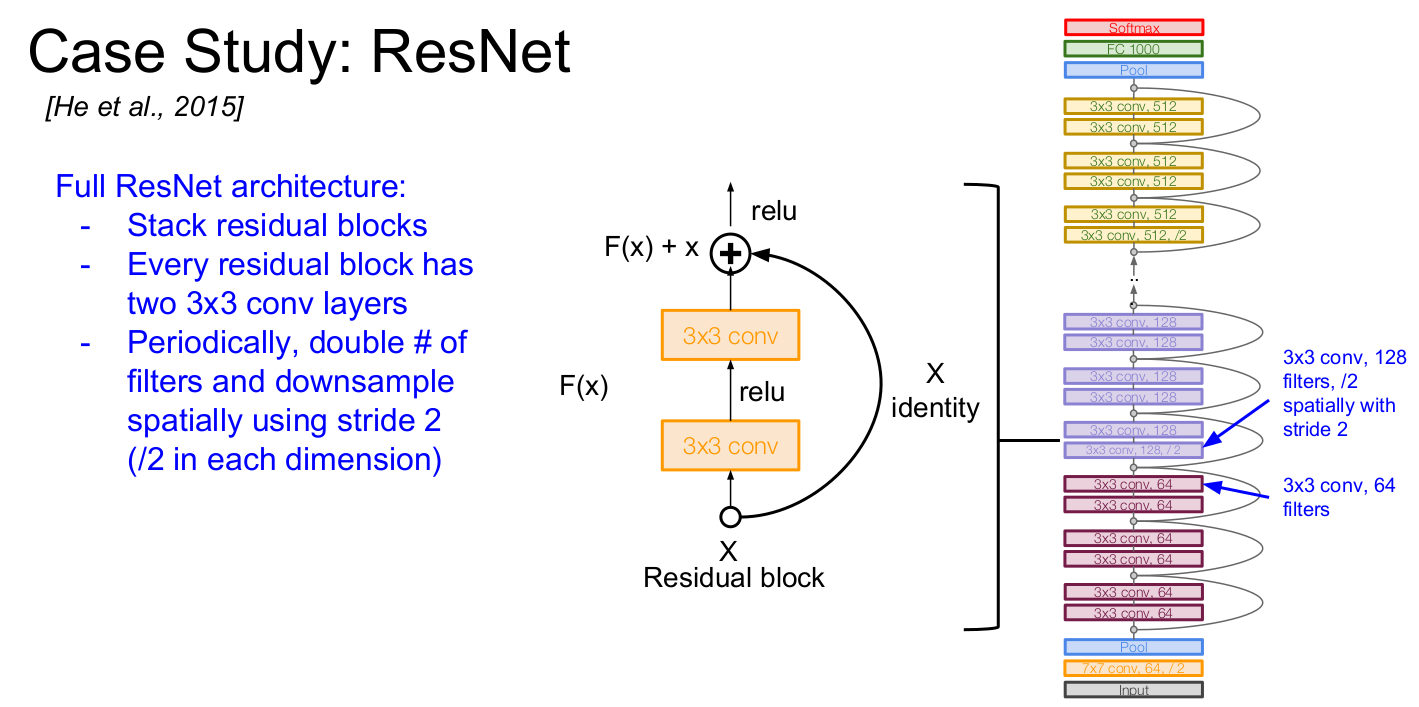 Case Study: ResNet
[He et al., 2015]
Full ResNet architecture:
- Stack residual blocks
- Every residual block has
two 3x3 conv layers
- Periodically, double # of
filters and downsample
spatially using stride 2
(/2 in each dimension)
relu
F(x) + x
3x3 conv
F(x)
relu
X
identity
3x3 conv
X
Residual block
Softmax
FC 1000
Pool
3x3 conv, 512
3x3 conv, 512
3x3 conv, 512
3x3 conv, 512
3x3 conv, 512
3x3 conv, 512, /2
..
3x3 conv, 128
3x3 conv, 128
3x3 conv, 128
3x3 conv, 128
3x3 conv, 128
3x3 conv, 128, / 2
3x3 conv, 64
3x3 conv, 64
3x3 conv, 64
3x3 conv, 64
3x3 conv, 64
3x3 conv, 64
Pool
7x7 conv, 64, / 2
Input
3x3 conv, 128
filters, /2
spatially with
stride 2
3x3 conv, 64
filters